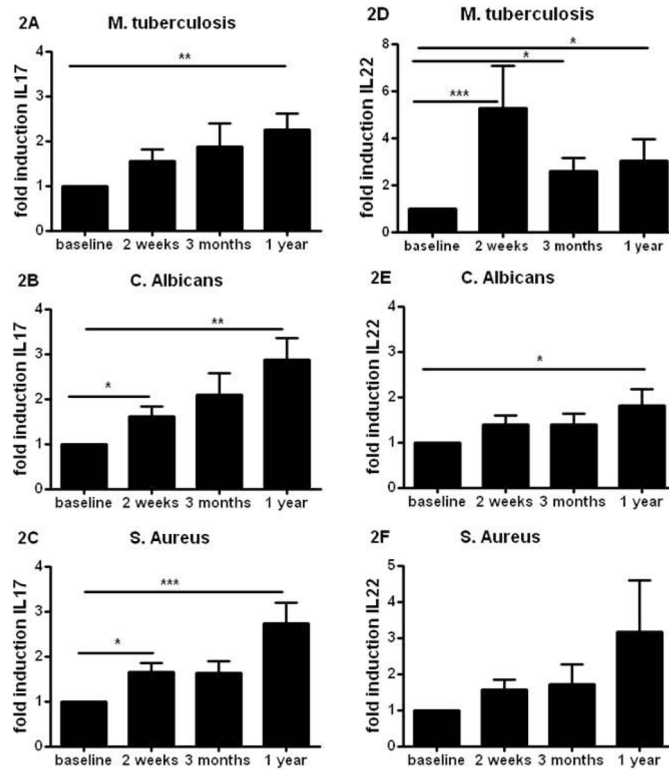 2A M. tuberculosis
fold induction IL17
4
3
2
1
0
**
baseline 2 weeks 3 months 1 year
2B C. Albicans
fold induction IL17
4
3
2
1
0
**
*
baseline 2 weeks 3 months 1 year
2C S. Aureus
fold induction IL17
4
3
2
1
0
***
*
baseline 2 weeks 3 months 1 year
2D M. tuberculosis
fold induction IL22
8
6
4
2
0
*
*
***
baseline 2 weeks 3 months 1 year
2E C. Albicans
fold induction IL22
4
3
2
1
0
*
baseline 2 weeks 3 months 1 year
2F S. Aureus
fold induction IL22
5
4
3
2
1
0
baseline 2 weeks 3 months 1 year